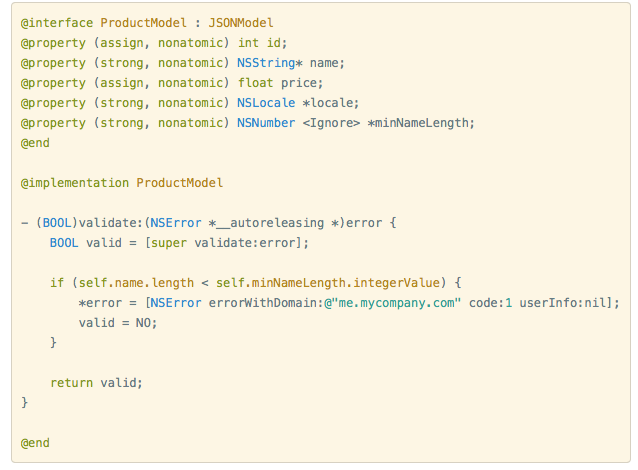 @interface ProductModel : JSONModel
@property (assign, nonatomic) int id;
@property (strong, nonatomic) NSString* name;
@property (assign, nonatomic) float price;
@property (strong, nonatomic) NSLocale *locale;
@property (strong, nonatomic) NSNumber <Ignore> *minNameLength;
@end

@implementation ProductModel

- (BOOL)validate:(NSError *__autoreleasing *)error {
    BOOL valid = [super validate:error];

    if (self.name.length < self.minNameLength.integerValue) {
        *error = [NSError errorWithDomain:@"me.mycompany.com" code:1 userInfo:nil];
        valid = NO;
    }

    return valid;
}

@end